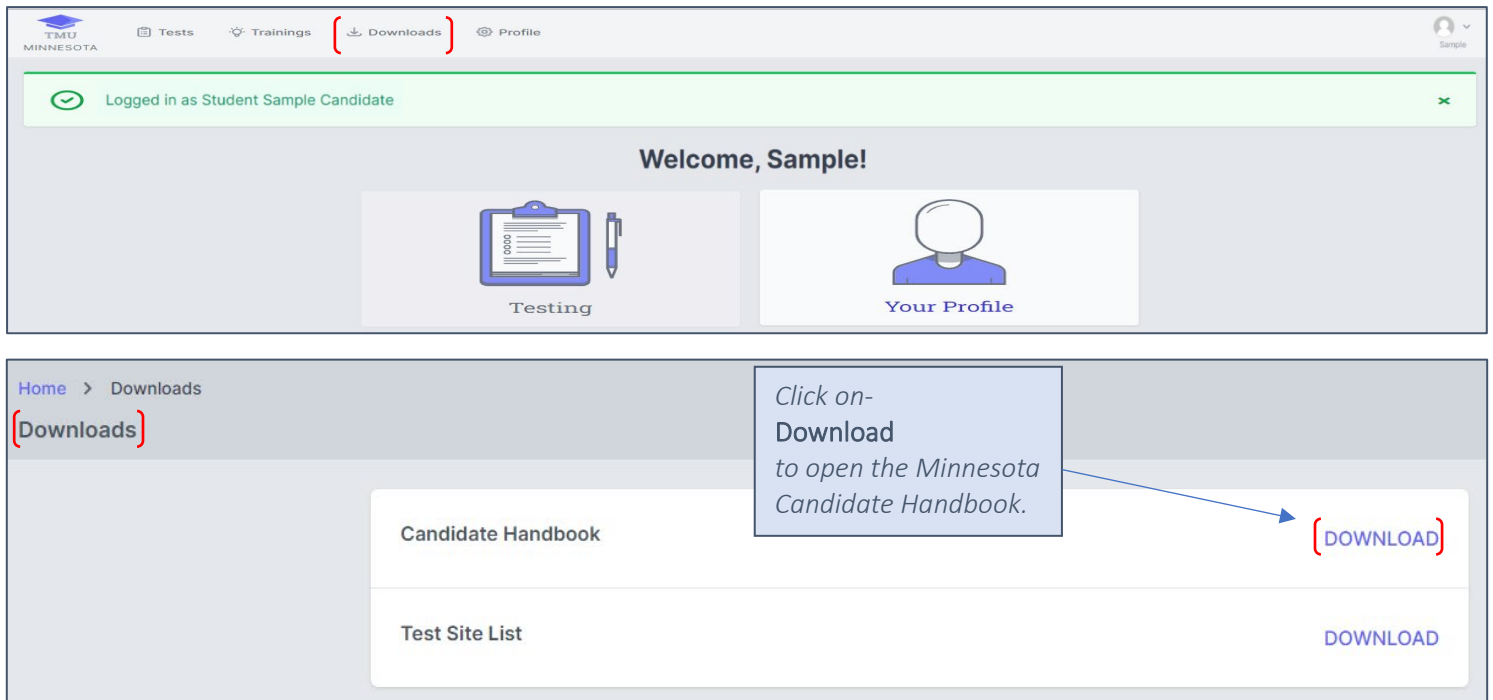 TMU
MINNESOTA
Tests
Trainings
Downloads
Profile
Sample
Logged in as Student Sample Candidate
Welcome, Sample!
Testing
Your Profile
Home > Downloads
Downloads
Click on-
Download
to open the Minnesota
Candidate Handbook.
Candidate Handbook
DOWNLOAD
Test Site List
DOWNLOAD